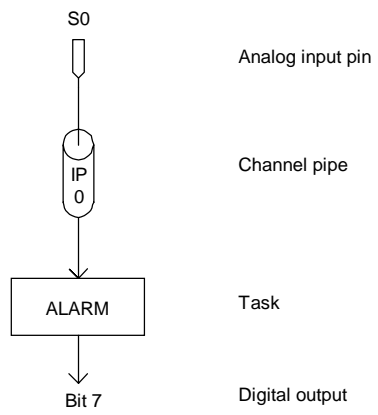 S0
Analog input pin
IP
0
Channel pipe
ALARM
Task
Bit 7
Digital output